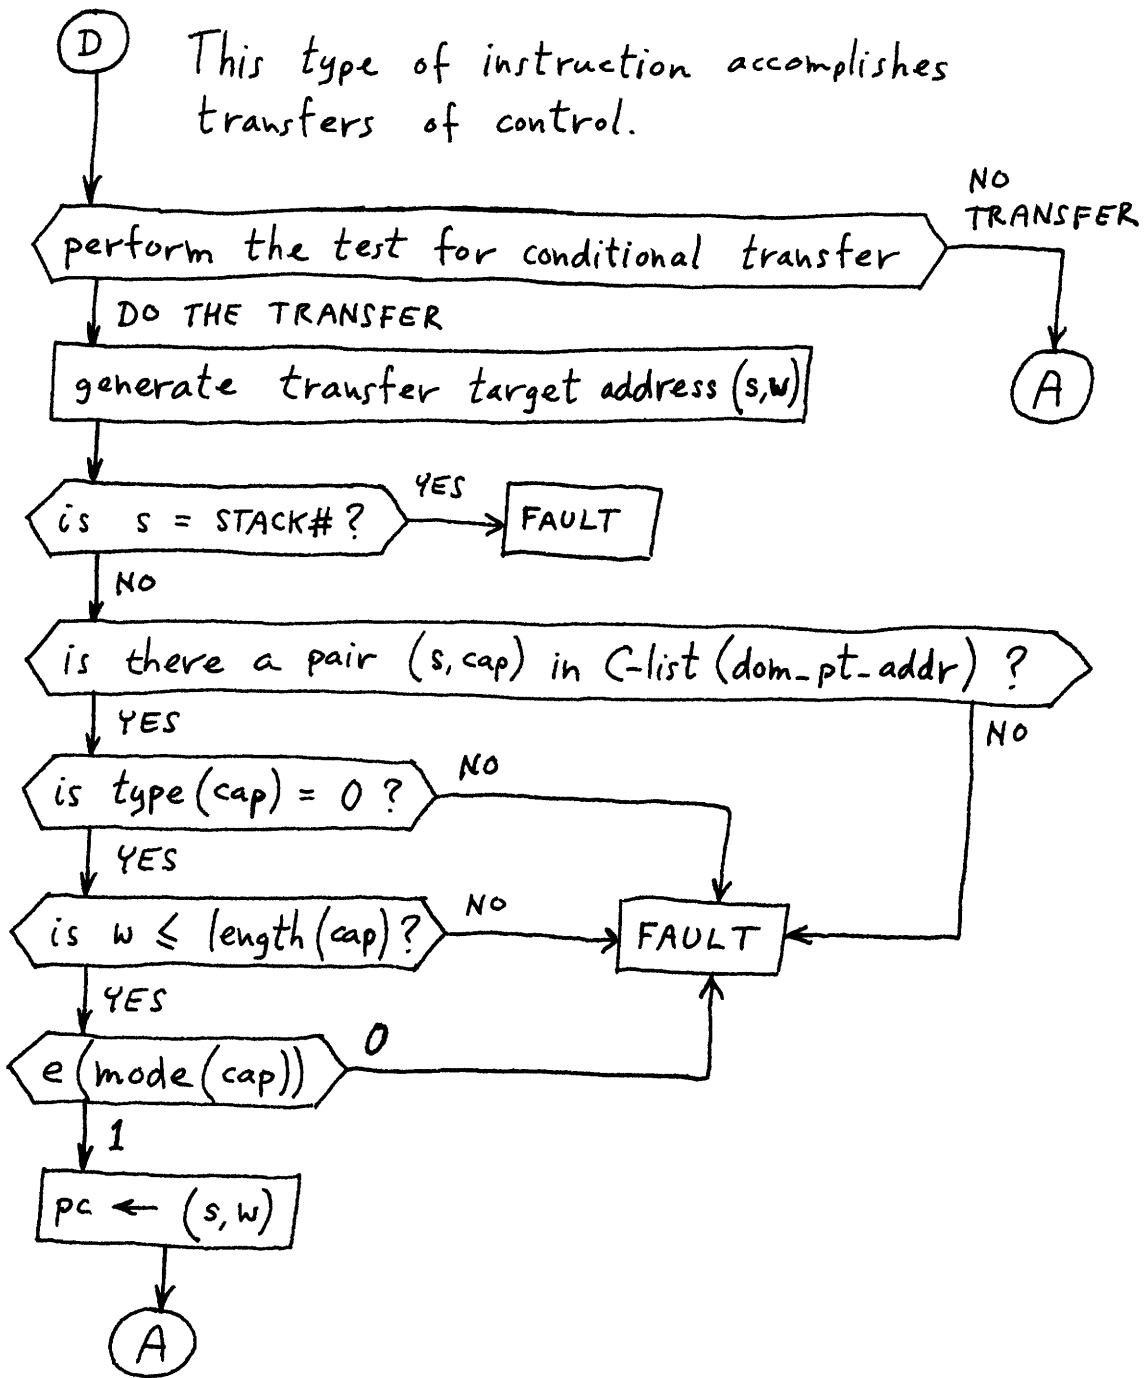 D
This type of instruction accomplishes
transfers of control.
NO
TRANSFER
perform the test for conditional transfer
DO THE TRANSFER
generate transfer target address (s,w)
A
is s = STACK# ?
YES
FAULT
NO
is there a pair (s, cap) in C-list (dom_pt_addr) ?
YES
NO
is type (cap) = 0 ?
NO
YES
is w ≤ length (cap) ?
NO
FAULT
YES
e (mode (cap))
0
1
pc ← (s, w)
A